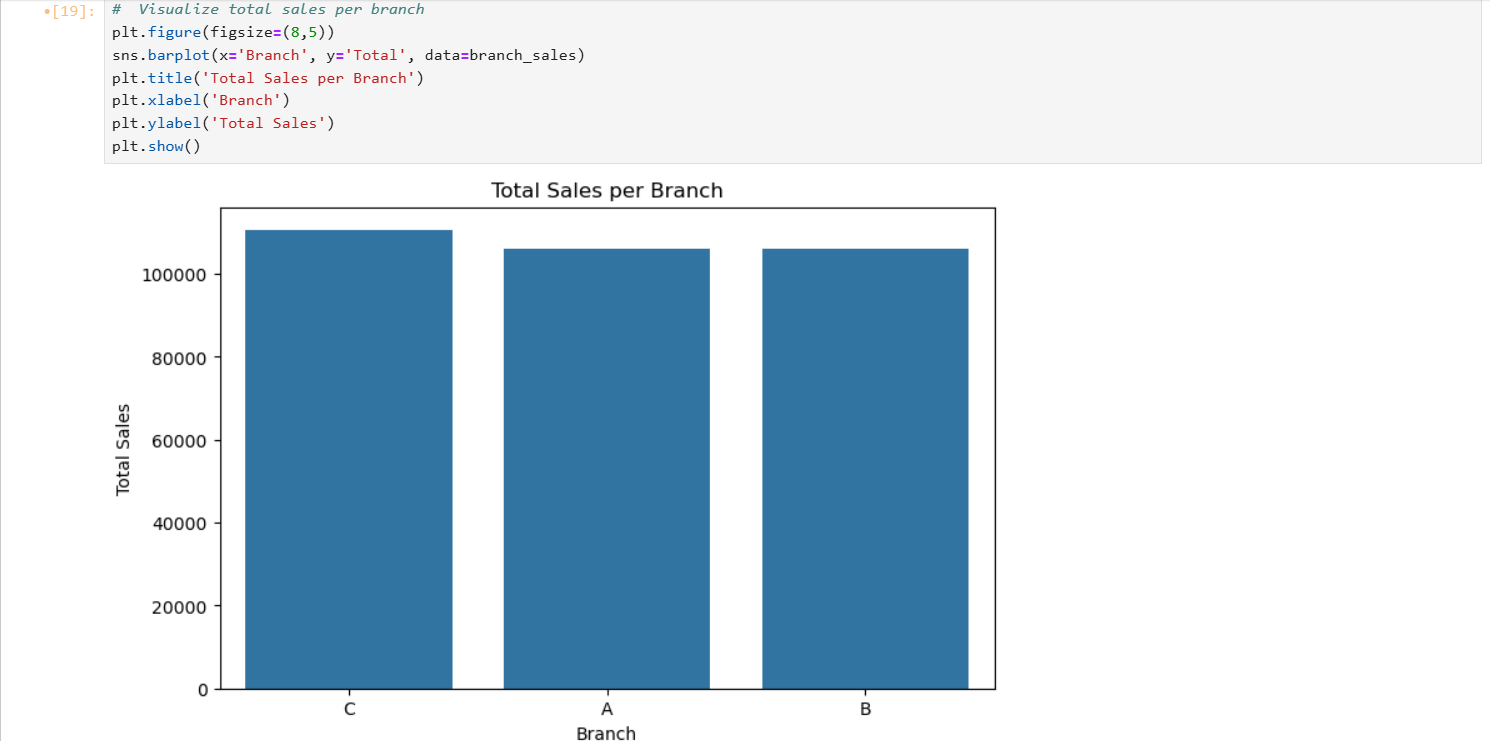 •[19]:
#  Visualize total sales per branch
plt.figure(figsize=(8,5))
sns.barplot(x='Branch', y='Total', data=branch_sales)
plt.title('Total Sales per Branch')
plt.xlabel('Branch')
plt.ylabel('Total Sales')
plt.show()
Total Sales per Branch
100000
80000
60000
40000
20000
0
Total Sales
C
A
B
Branch